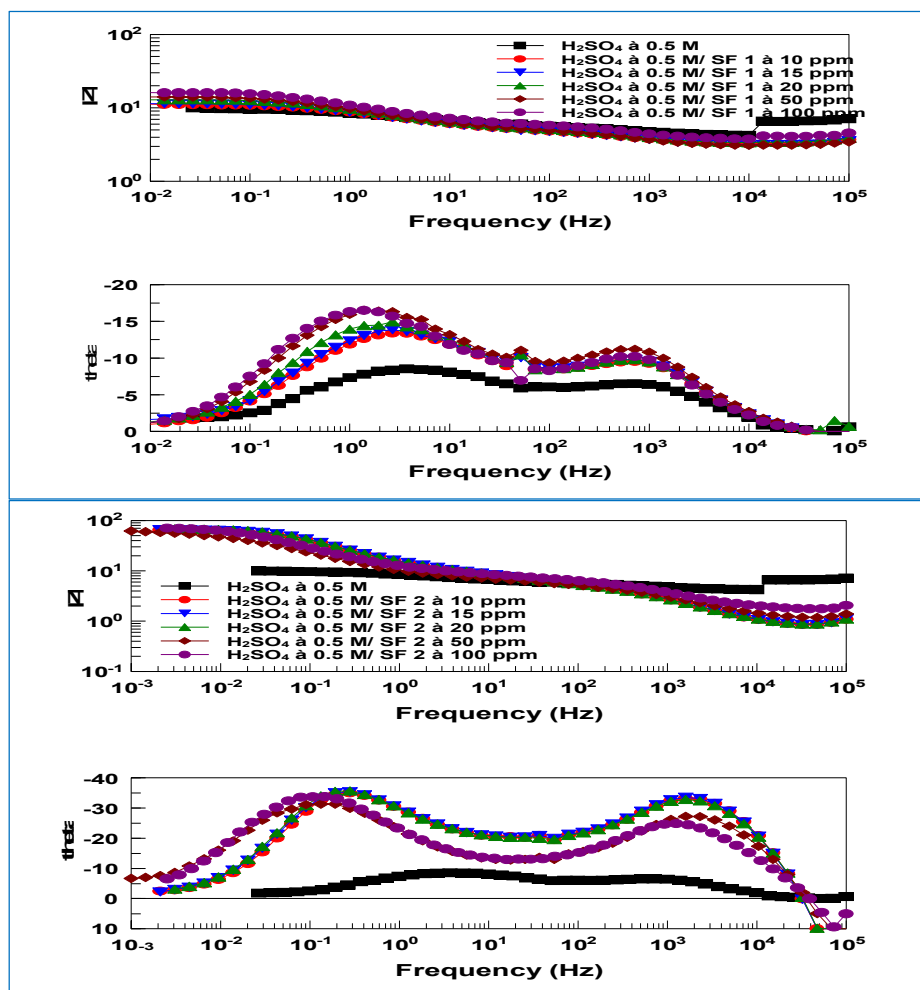 10²
H₂SO₄ à 0.5 M
H₂SO₄ à 0.5 M/ SF 1 à 10 ppm
H₂SO₄ à 0.5 M/ SF 1 à 15 ppm
H₂SO₄ à 0.5 M/ SF 1 à 20 ppm
H₂SO₄ à 0.5 M/ SF 1 à 50 ppm
H₂SO₄ à 0.5 M/ SF 1 à 100 ppm
|Z|
10¹
10⁰
10⁻² 10⁻¹ 10⁰ 10¹ 10² 10³ 10⁴ 10⁵
Frequency (Hz)
-20
-15
theta
-10
-5
0
10⁻² 10⁻¹ 10⁰ 10¹ 10² 10³ 10⁴ 10⁵
Frequency (Hz)
10²
10¹
|Z|
H₂SO₄ à 0.5 M
H₂SO₄ à 0.5 M/ SF 2 à 10 ppm
H₂SO₄ à 0.5 M/ SF 2 à 15 ppm
H₂SO₄ à 0.5 M/ SF 2 à 20 ppm
H₂SO₄ à 0.5 M/ SF 2 à 50 ppm
H₂SO₄ à 0.5 M/ SF 2 à 100 ppm
10⁰
10⁻¹
10⁻³ 10⁻² 10⁻¹ 10⁰ 10¹ 10² 10³ 10⁴ 10⁵
Frequency (Hz)
-40
-30
theta
-20
-10
0
10
10⁻³ 10⁻² 10⁻¹ 10⁰ 10¹ 10² 10³ 10⁴ 10⁵
Frequency (Hz)